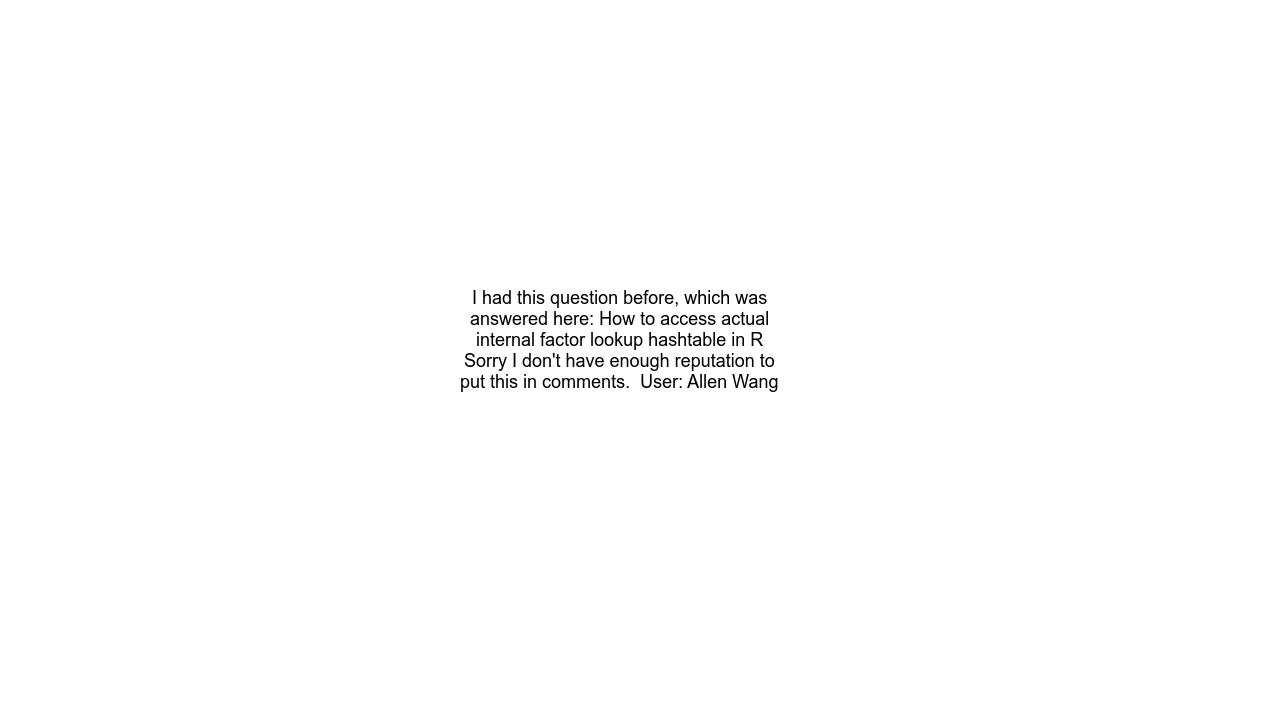 I had this question before, which was
answered here: How to access actual
internal factor lookup hashtable in R
Sorry I don't have enough reputation to
put this in comments.  User: Allen Wang